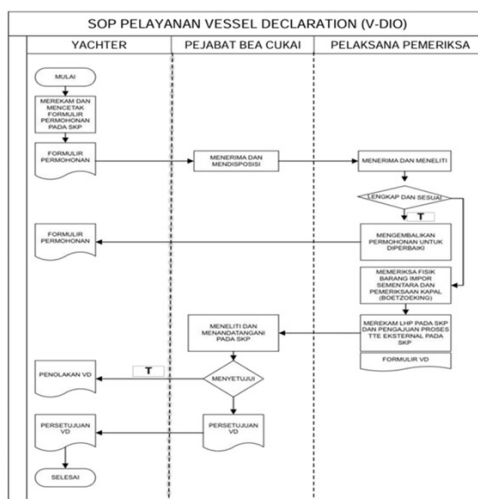 SOP PELAYANAN VESSEL DECLARATION (V-DIO)
YACHTER
PEJABAT BEA CUKAI
PELAKSANA PEMERIKSA
MULAI
MEREKAM DAN
MENCETAK
FORMULIR
PERMOHONAN
PADA SKP
FORMULIR
PERMOHONAN
MENERIMA DAN
MENDISPOSISI
MENERIMA DAN MENELITI
LENGKAP DAN SESUAI
T
FORMULIR
PERMOHONAN
MENGEMBALIKAN
PERMOHONAN UNTUK
DIPERBAIKI
MEMERIKSA FISIK
BARANG IMPOR
SEMENTARA DAN
PEMERIKSAAN KAPAL
(BOETZOEKING)
MENELITI DAN
MENANDATANGANI
PADA SKP
MEREKAM LHP PADA SKP
DAN PENGAJUAN PROSES
TTE EKSTERNAL PADA
SKP
FORMULIR VD
PENOLAKAN VD
T
MENYETUJUI
PERSETUJUAN
VD
PERSETUJUAN
VD
SELESAI